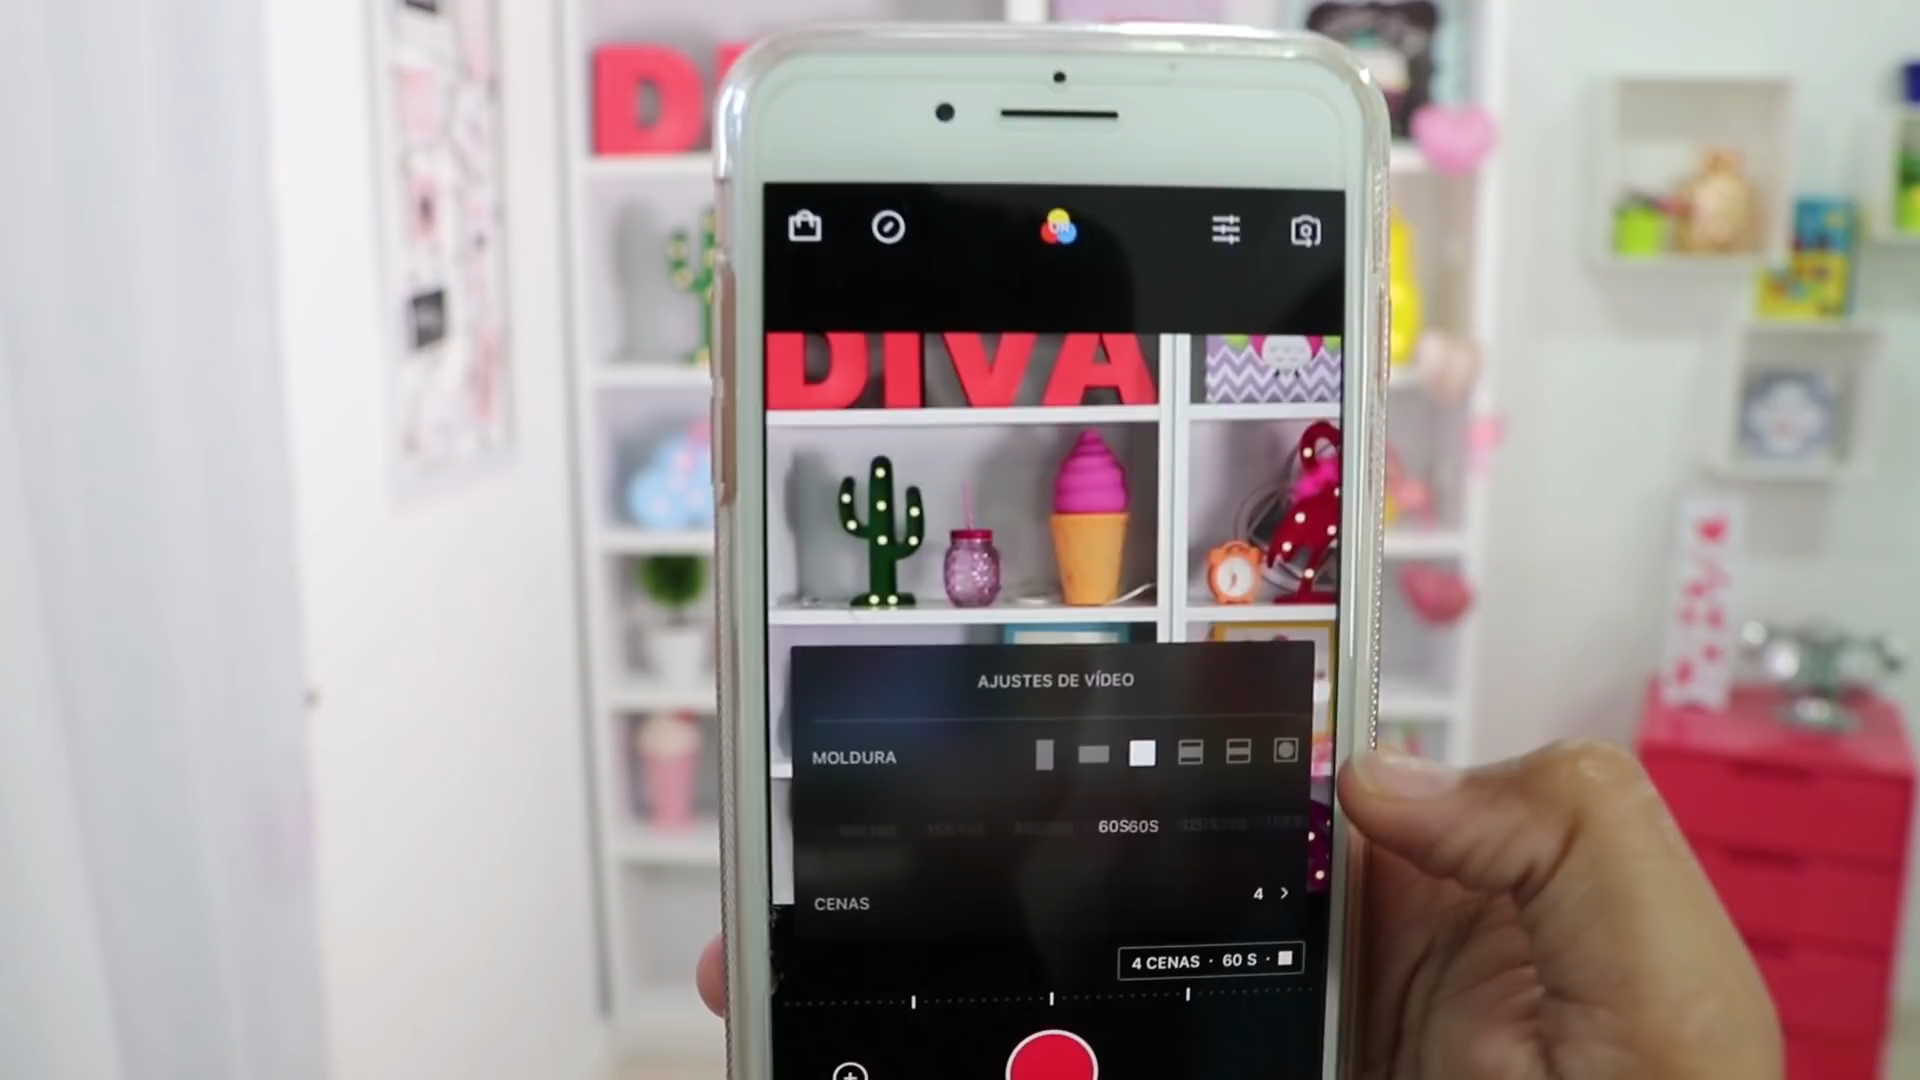 D
DIVA
AJUSTES DE VÍDEO
MOLDURA
60S60S
CENAS
4 >
4 CENAS · 60 S ·